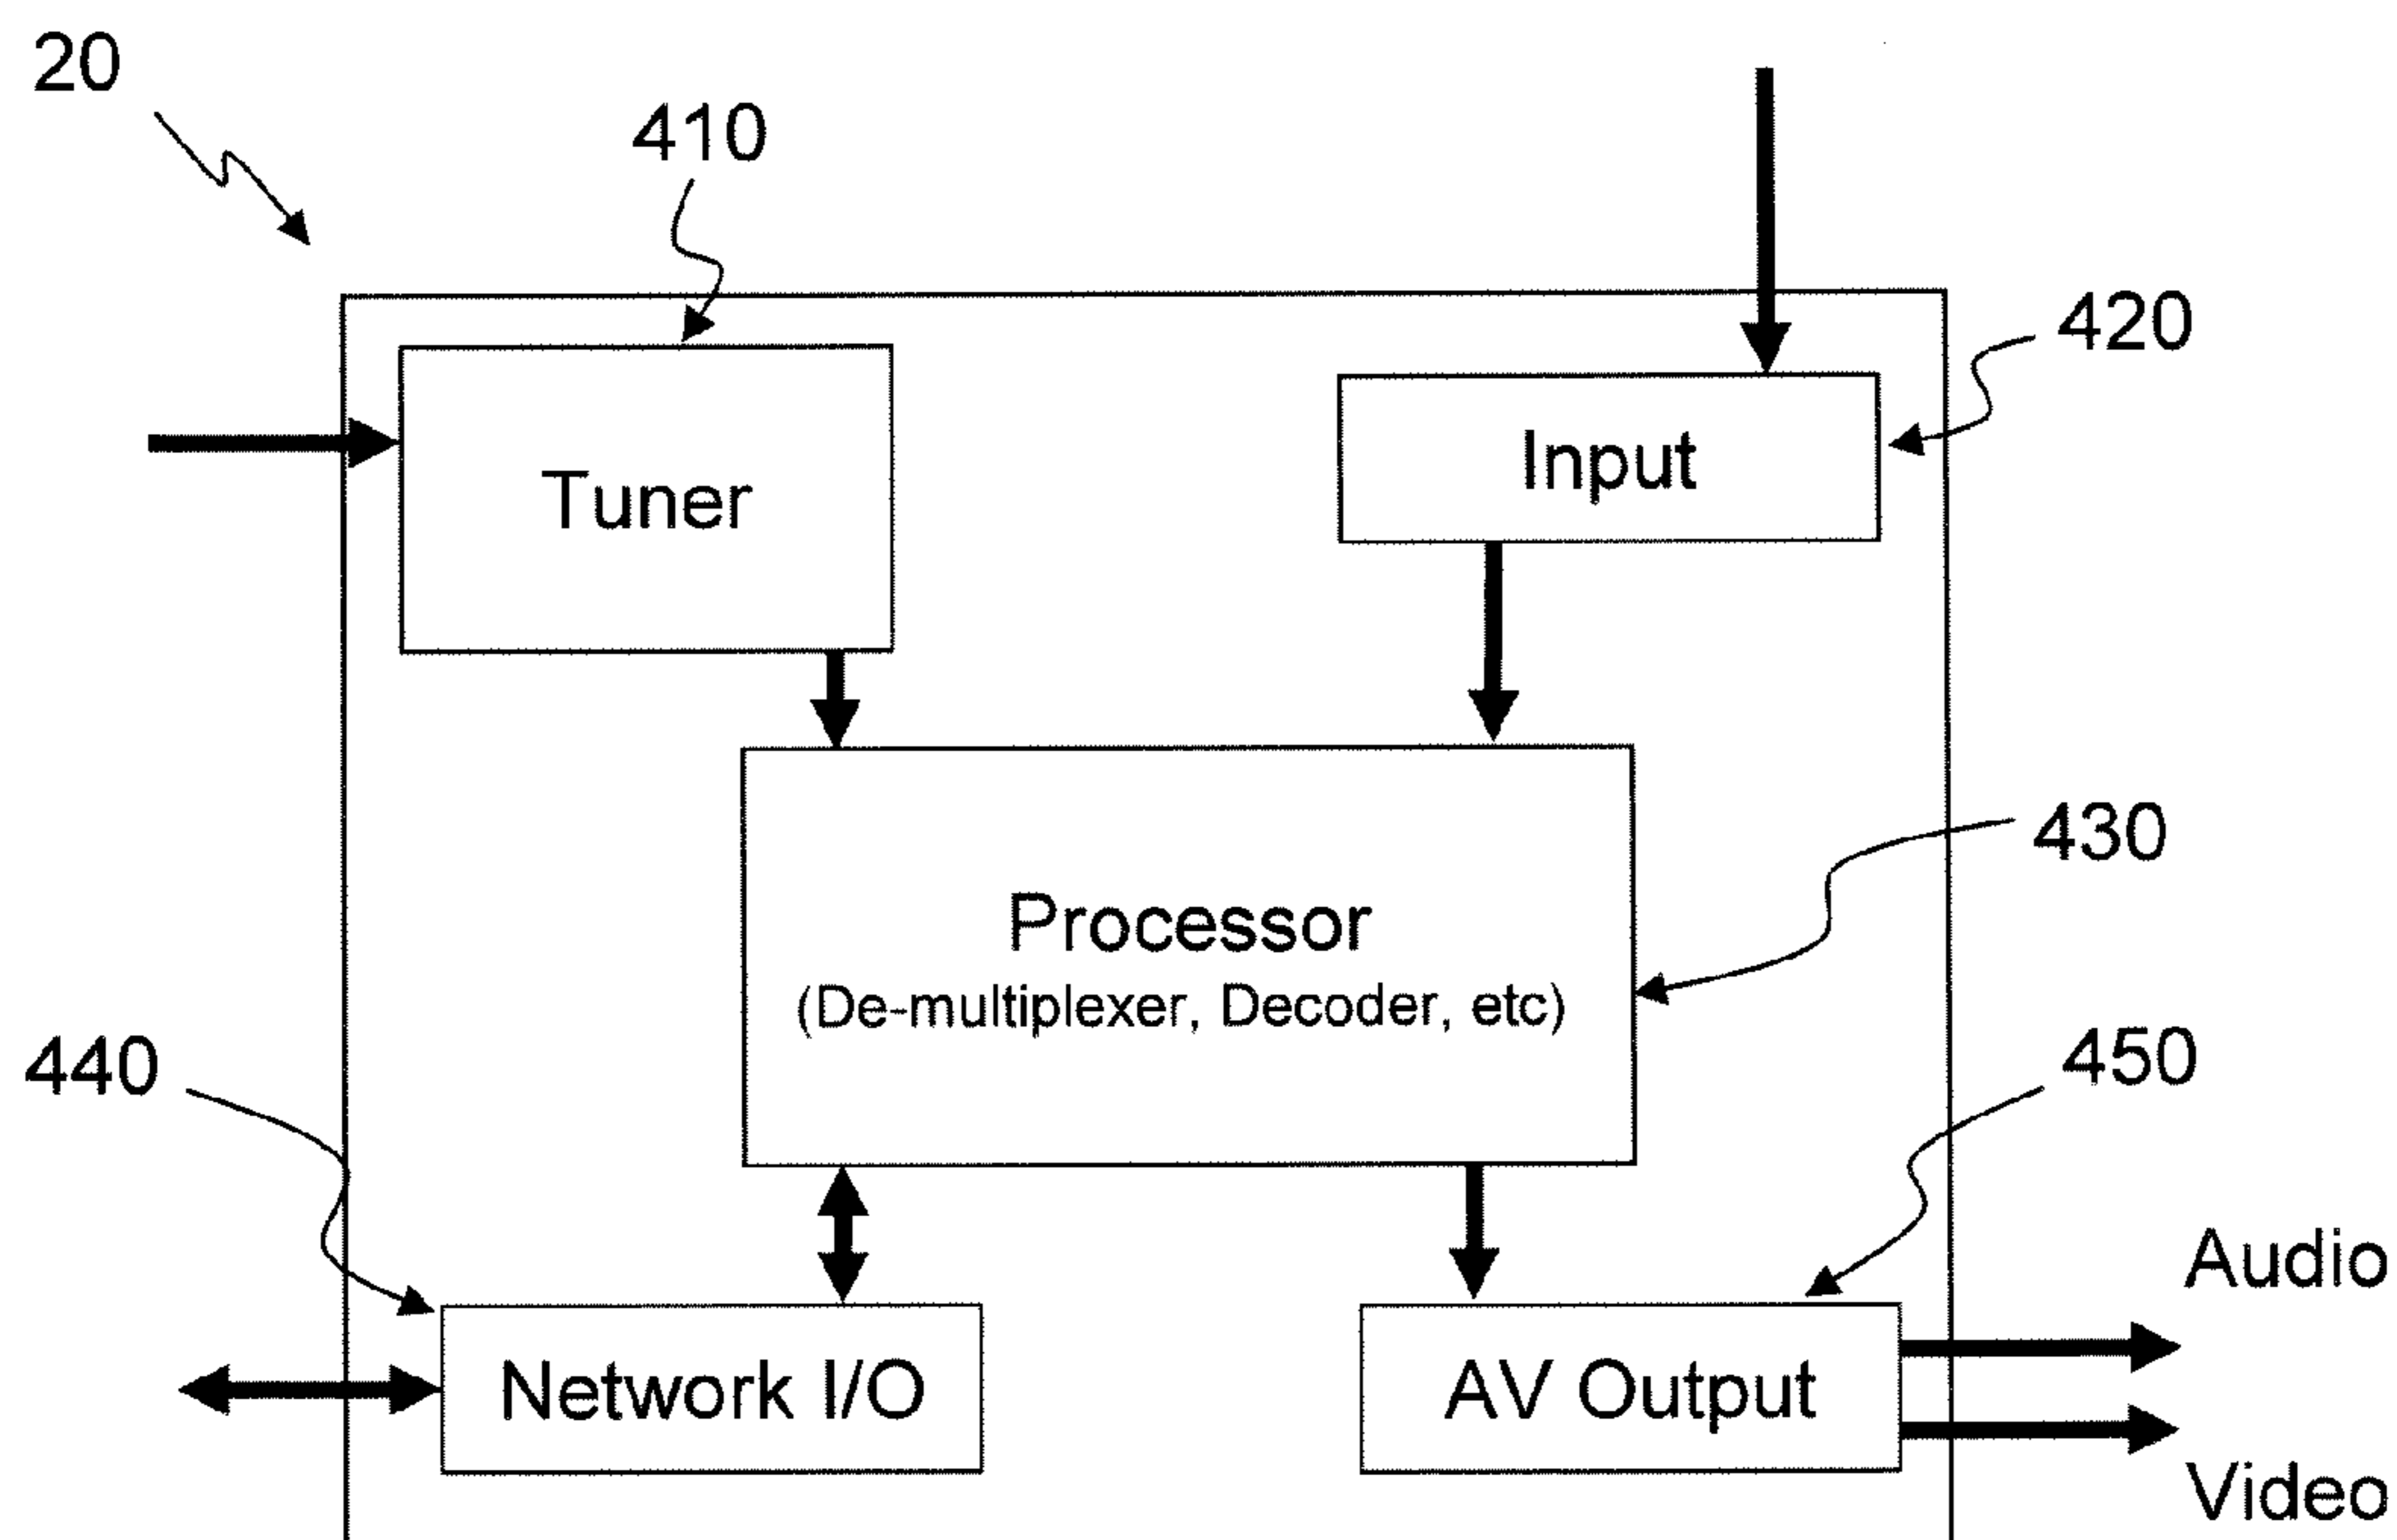 20
410
420
Tuner
Input
430
Processor
(De-multiplexer, Decoder, etc)
440
450
Network I/O
AV Output
Audio
Video